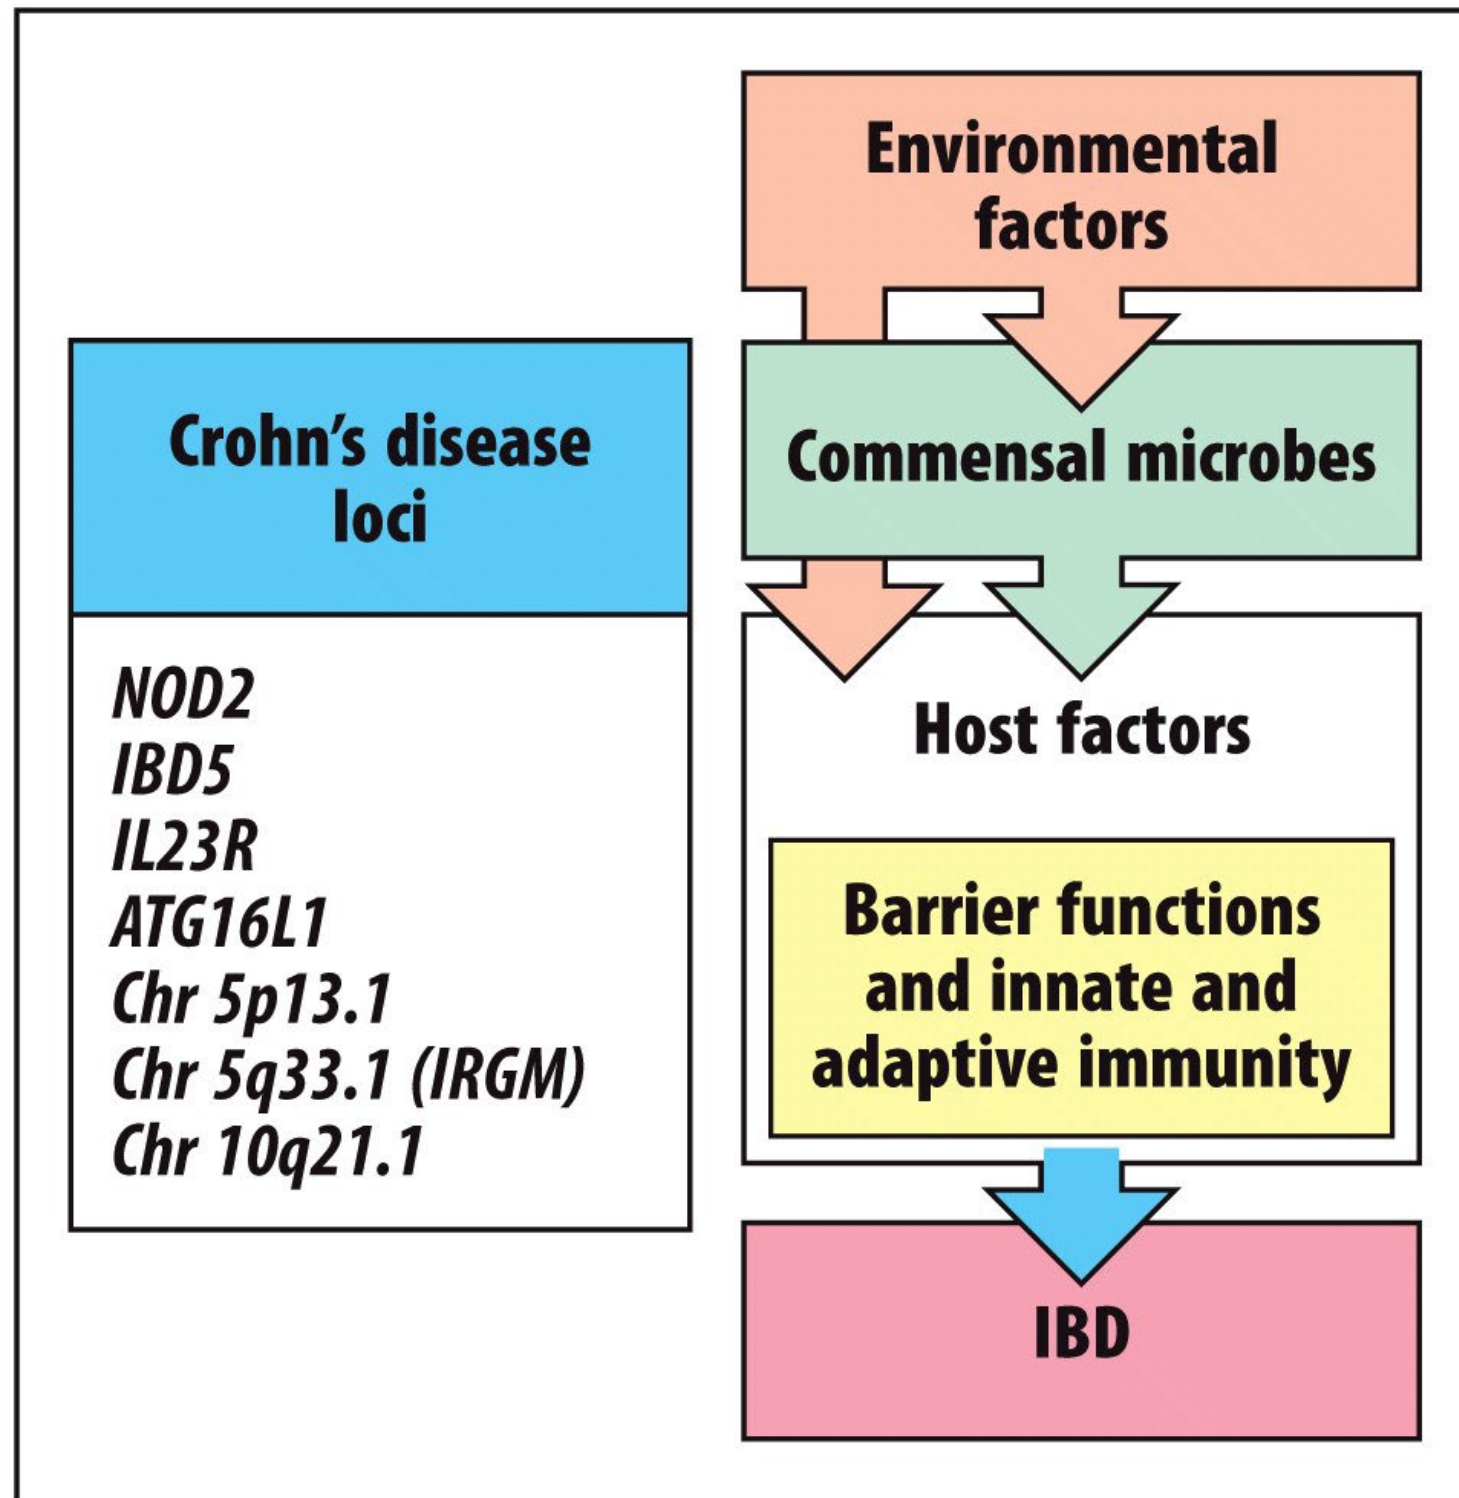 Environmental
factors
Commensal microbes
Host factors
Barrier functions
and innate and
adaptive immunity
IBD
Crohn’s disease
loci
NOD2
IBD5
IL23R
ATG16L1
Chr 5p13.1
Chr 5q33.1 (IRGM)
Chr 10q21.1